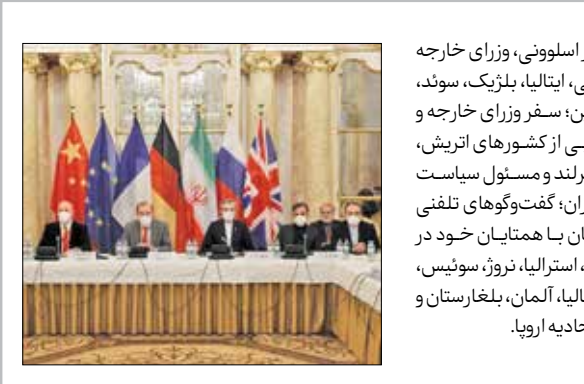 ر اسلوونی، وزرای خارجه
ی، ایتالیا، بلژیک، سوئد،
ن؛ سفر وزرای خارجه و
ی از کشورهای اتریش،
رلند و مسئول سیاست
ران؛ گفت‌وگوهای تلفنی
ان با همتایان خود در
، استرالیا، نروژ، سوئیس،
الیا، آلمان، بلغارستان و
حادیه اروپا.